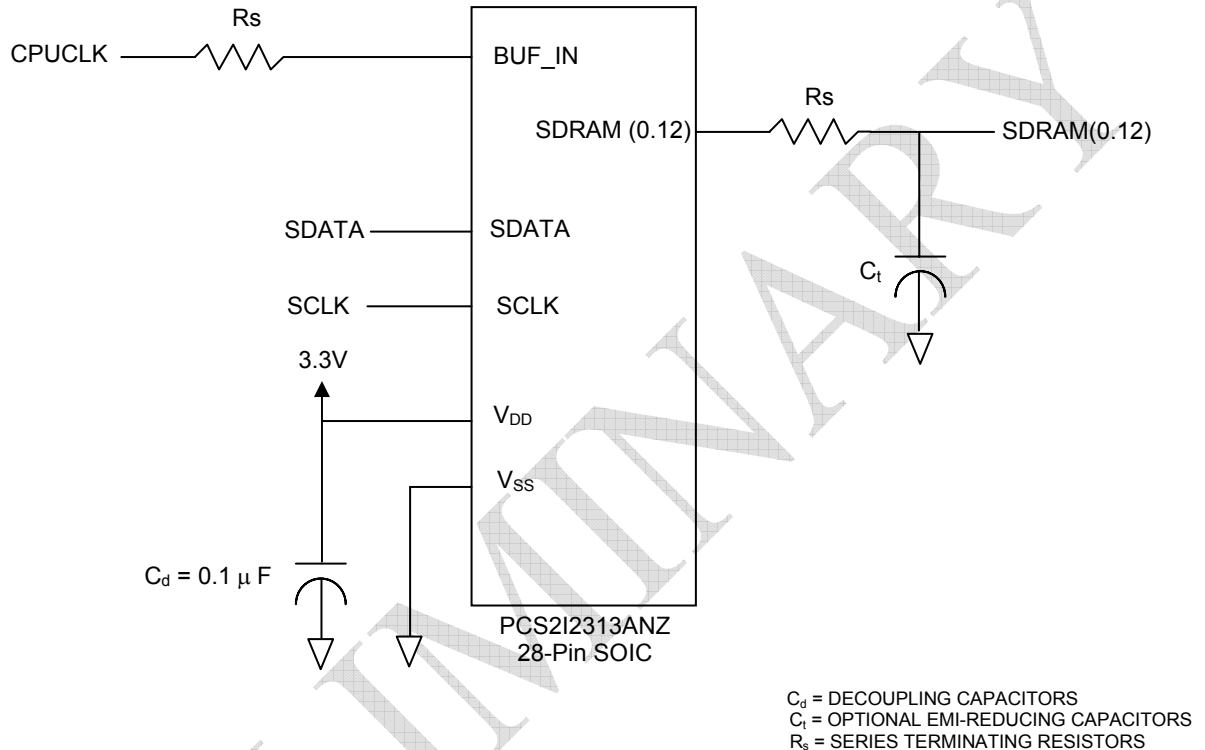 Rs
CPUCLK
BUF_IN
Rs
SDRAM (0.12)
SDRAM(0.12)
SDATA
SDATA
Ct
SCLK
SCLK
3.3V
VDD
VSS
Cd = 0.1 μ F
PCS2I2313ANZ
28-Pin SOIC
Cd = DECOUPLING CAPACITORS
Ct = OPTIONAL EMI-REDUCING CAPACITORS
Rs = SERIES TERMINATING RESISTORS
IMINARY